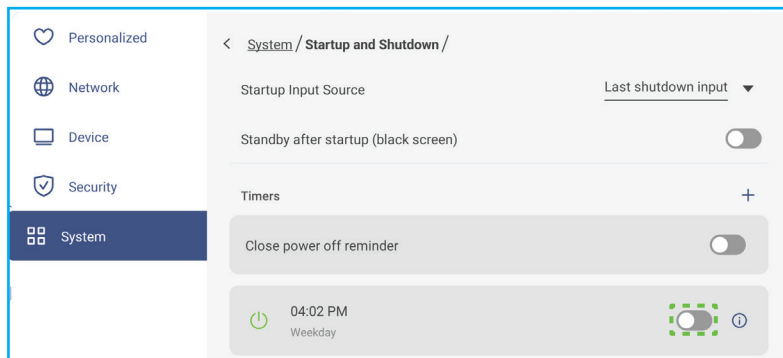 Personalized
Network
Device
Security
System
System / Startup and Shutdown /
Startup Input Source
Last shutdown input
Standby after startup (black screen)
Timers
Close power off reminder
04:02 PM
Weekday